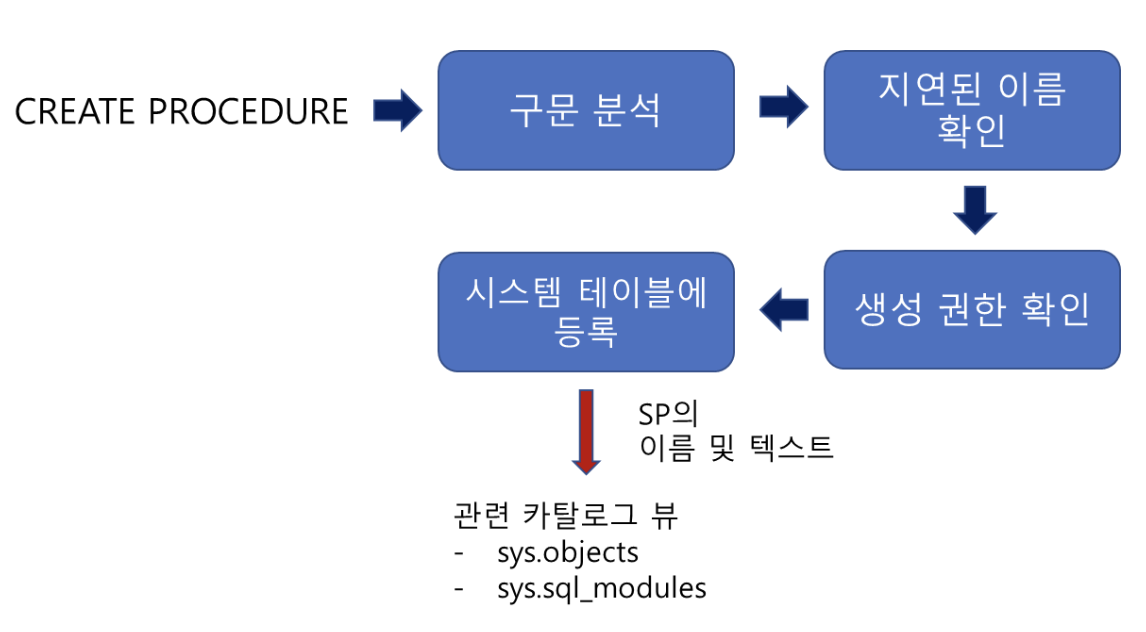 CREATE PROCEDURE
구문 분석
지연된 이름
확인
생성 권한 확인
시스템 테이블에
등록
SP의
이름 및 텍스트
관련 카탈로그 뷰
- sys.objects
- sys.sql_modules